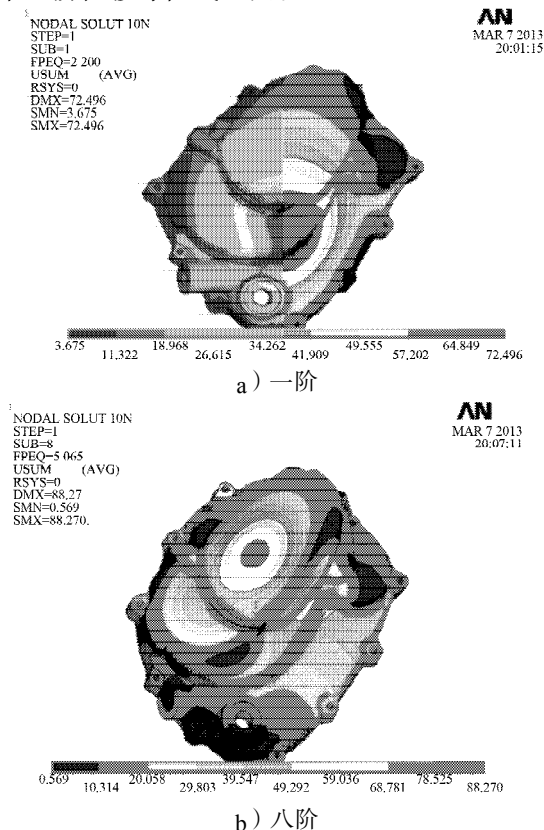 NODAL SOLUT 10N
STEP=1
SUB=1
FPEQ=2 200
USUM (AVG)
RSYS=0
DMX=72.496
SMN=3.675
SMX=72.496
AN
MAR 7 2013
20:01:15
3.675 18.968 34.262 49.555 64.849
11,322 26,615 41,909 57,202 72.496
a）一阶
NODAL SOLUT 10N
STEP=1
SUB=8
FPEQ=5 065
USUM (AVG)
RSYS=0
DMX=88,27
SMN=0.569
SMX=88.270.
AN
MAR 7 2013
20:07:11
0.569 20.058 39.547 59.036 78.525
10,314 29,803 49,292 68,781 88.270
b）八阶